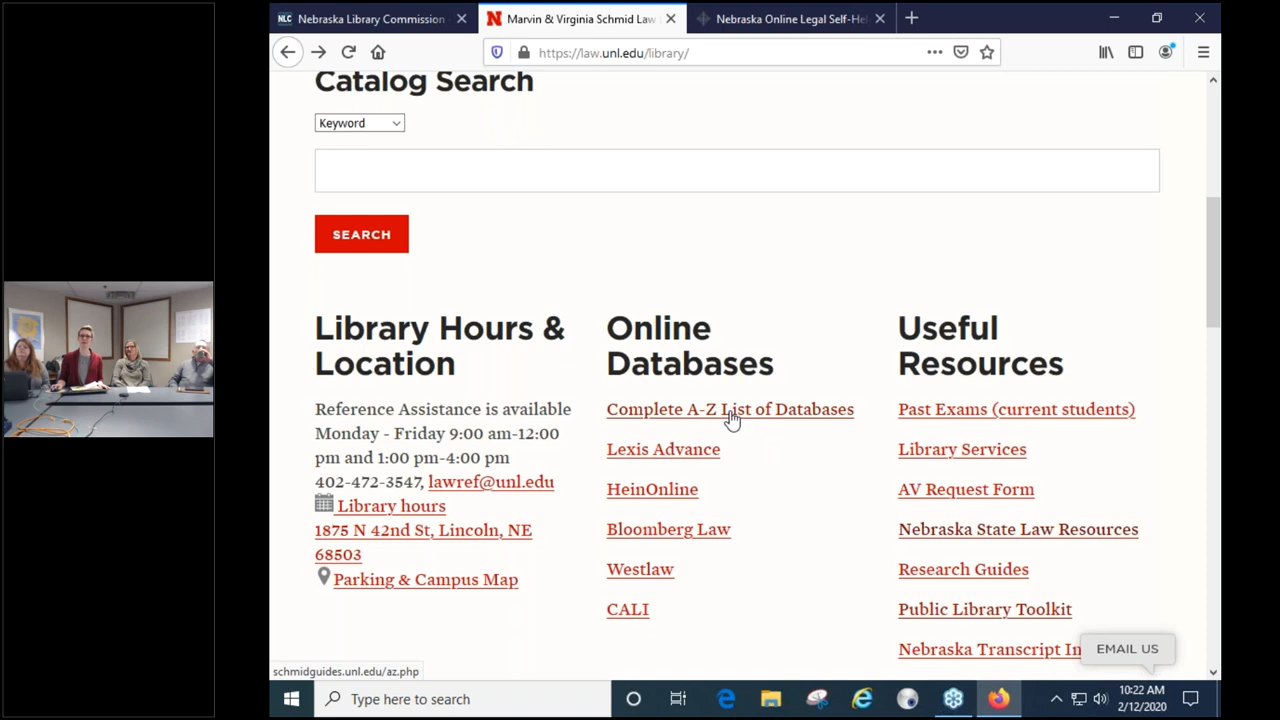 Nebraska Library Commission
Marvin & Virginia Schmid Law
Nebraska Online Legal Self-Hel
https://law.unl.edu/library/
Catalog Search
Keyword
SEARCH
Library Hours &
Location
Reference Assistance is available
Monday - Friday 9:00 am-12:00
pm and 1:00 pm-4:00 pm
402-472-3547, lawref@unl.edu
Library hours
1875 N 42nd St, Lincoln, NE
68503
Parking & Campus Map
Online
Databases
Complete A-Z List of Databases
Lexis Advance
HeinOnline
Bloomberg Law
Westlaw
CALI
Useful
Resources
Past Exams (current students)
Library Services
AV Request Form
Nebraska State Law Resources
Research Guides
Public Library Toolkit
Nebraska Transcript In
EMAIL US
schmidguides.unl.edu/az.php
Type here to search
10:22 AM
2/12/2020